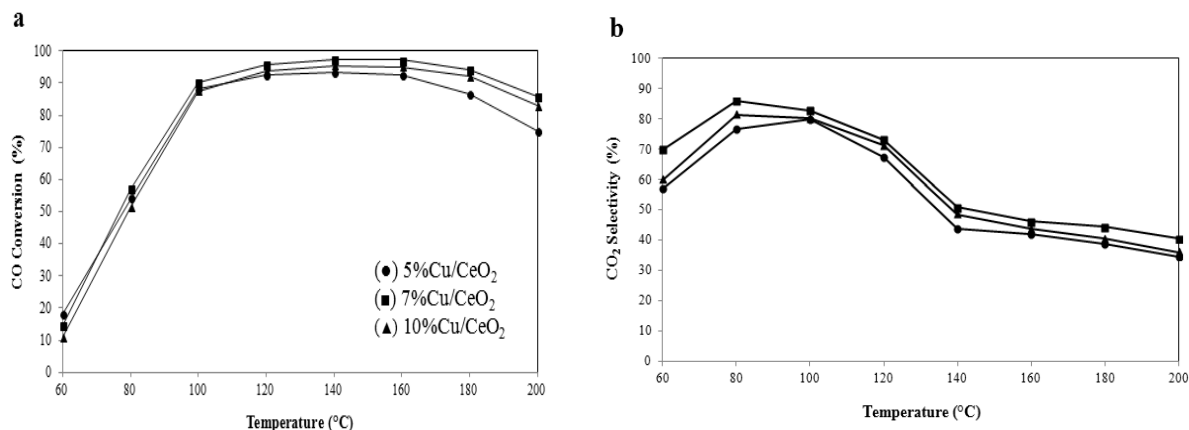 a
CO Conversion (%)
100
90
80
70
60
50
40
30
20
10
0
60 80 100 120 140 160 180 200
Temperature (°C)
(●) 5%Cu/CeO₂
(■) 7%Cu/CeO₂
(▲) 10%Cu/CeO₂
b
CO₂ Selectivity (%)
100
90
80
70
60
50
40
30
20
10
0
60 80 100 120 140 160 180 200
Temperature (°C)